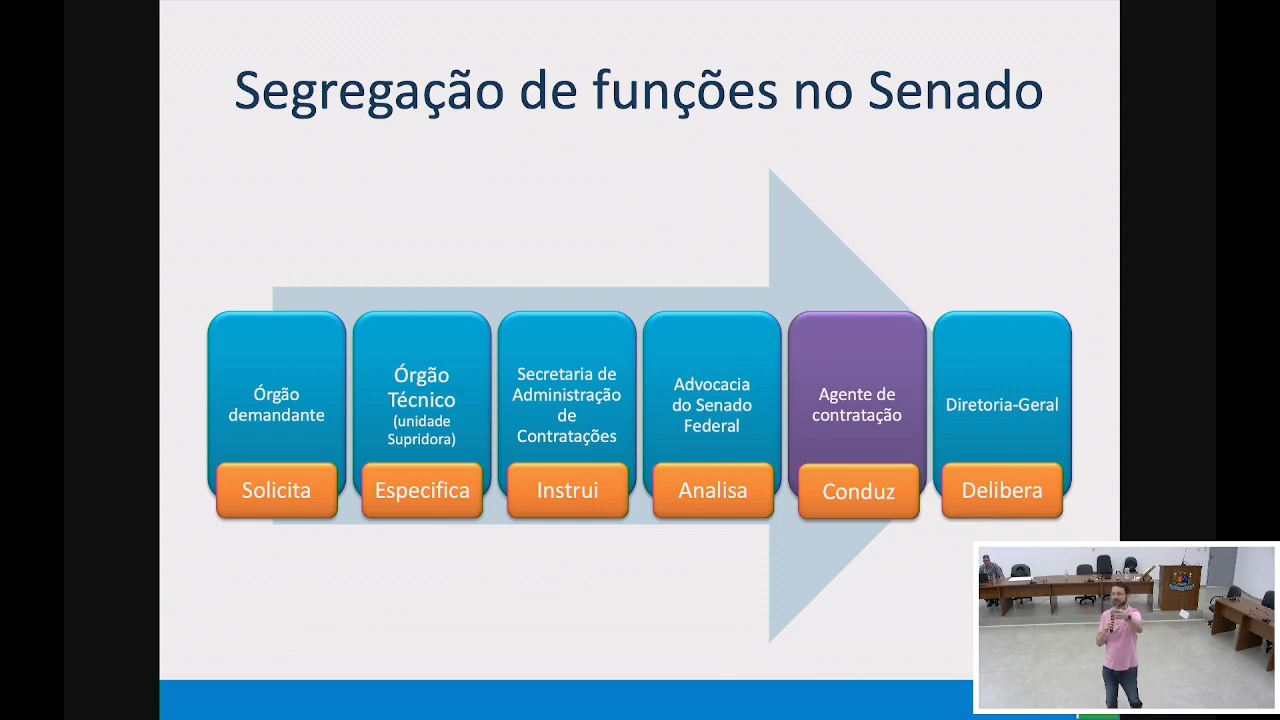 Segregação de funções no Senado
Órgão
demandante
Solicita
Órgão
Técnico
(unidade
Supridora)
Especifica
Secretaria de
Administração
de
Contratações
Instrui
Advocacia
do Senado
Federal
Analisa
Agente de
contratação
Conduz
Diretoria-Geral
Delibera